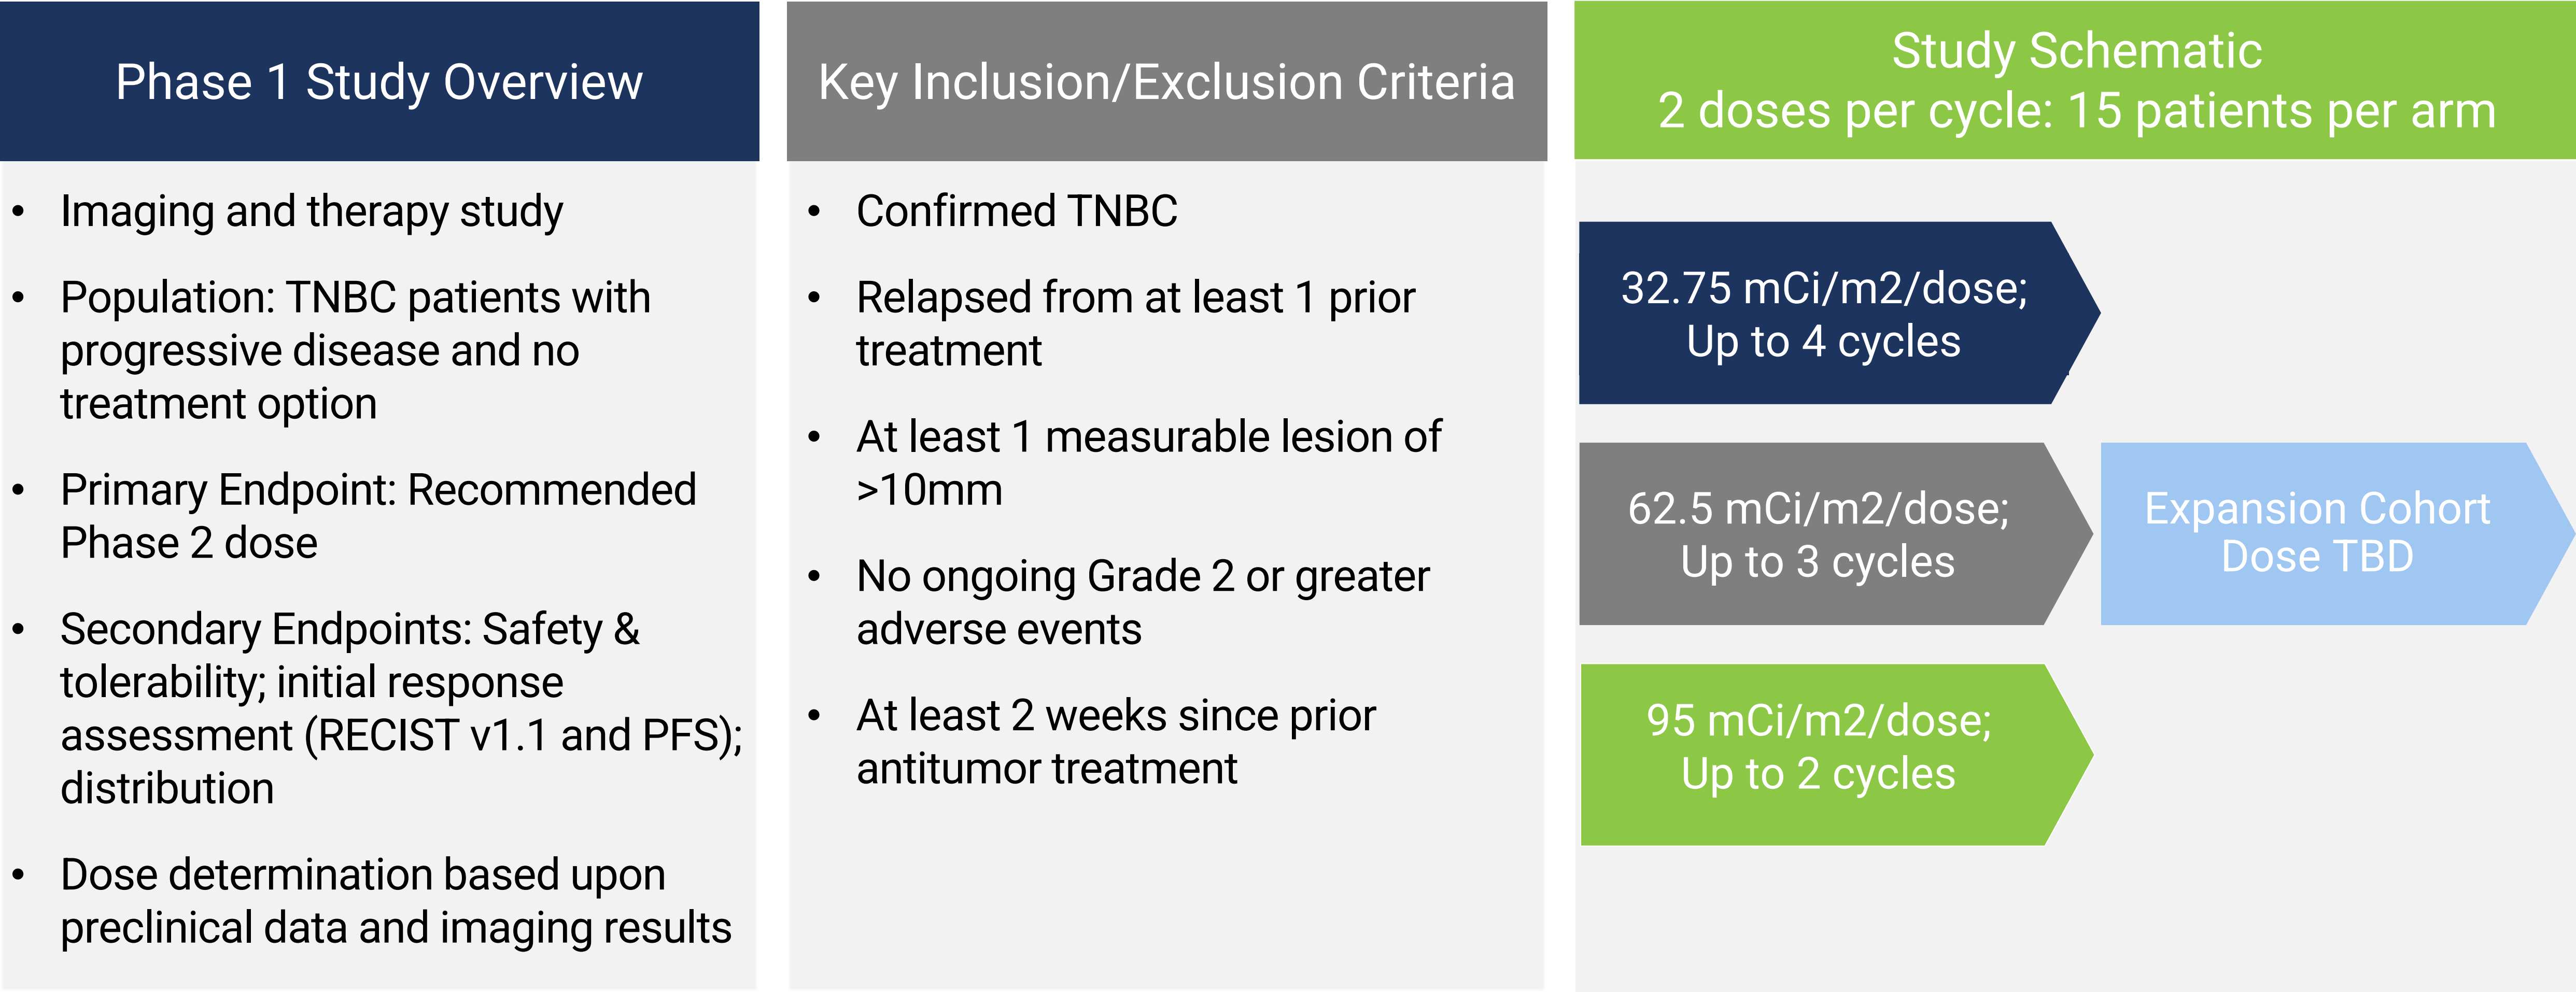 Phase 1 Study Overview
• Imaging and therapy study
• Population: TNBC patients with
progressive disease and no
treatment option
• Primary Endpoint: Recommended
Phase 2 dose
• Secondary Endpoints: Safety &
tolerability; initial response
assessment (RECIST v1.1 and PFS);
distribution
• Dose determination based upon
preclinical data and imaging results
Key Inclusion/Exclusion Criteria
• Confirmed TNBC
• Relapsed from at least 1 prior
treatment
• At least 1 measurable lesion of
>10mm
• No ongoing Grade 2 or greater
adverse events
• At least 2 weeks since prior
antitumor treatment
Study Schematic
2 doses per cycle: 15 patients per arm
32.75 mCi/m2/dose;
Up to 4 cycles
62.5 mCi/m2/dose;
Up to 3 cycles
Expansion Cohort
Dose TBD
95 mCi/m2/dose;
Up to 2 cycles